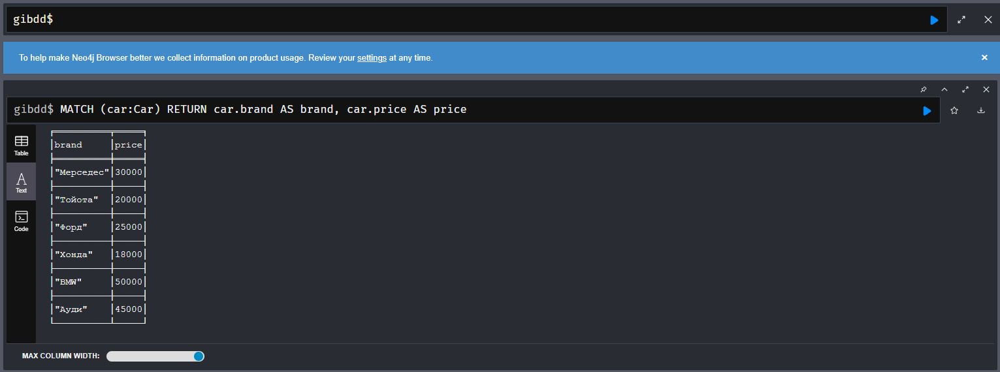 gibdd$
To help make Neo4j Browser better we collect information on product usage. Review your settings at any time.
gibdd$ MATCH (car:Car) RETURN car.brand AS brand, car.price AS price
Table
Text
Code
brand price
"Мерседес" 30000
"Тойота" 20000
"Форд" 25000
"Хонда" 18000
"BMW" 50000
"Ауди" 45000
MAX COLUMN WIDTH: